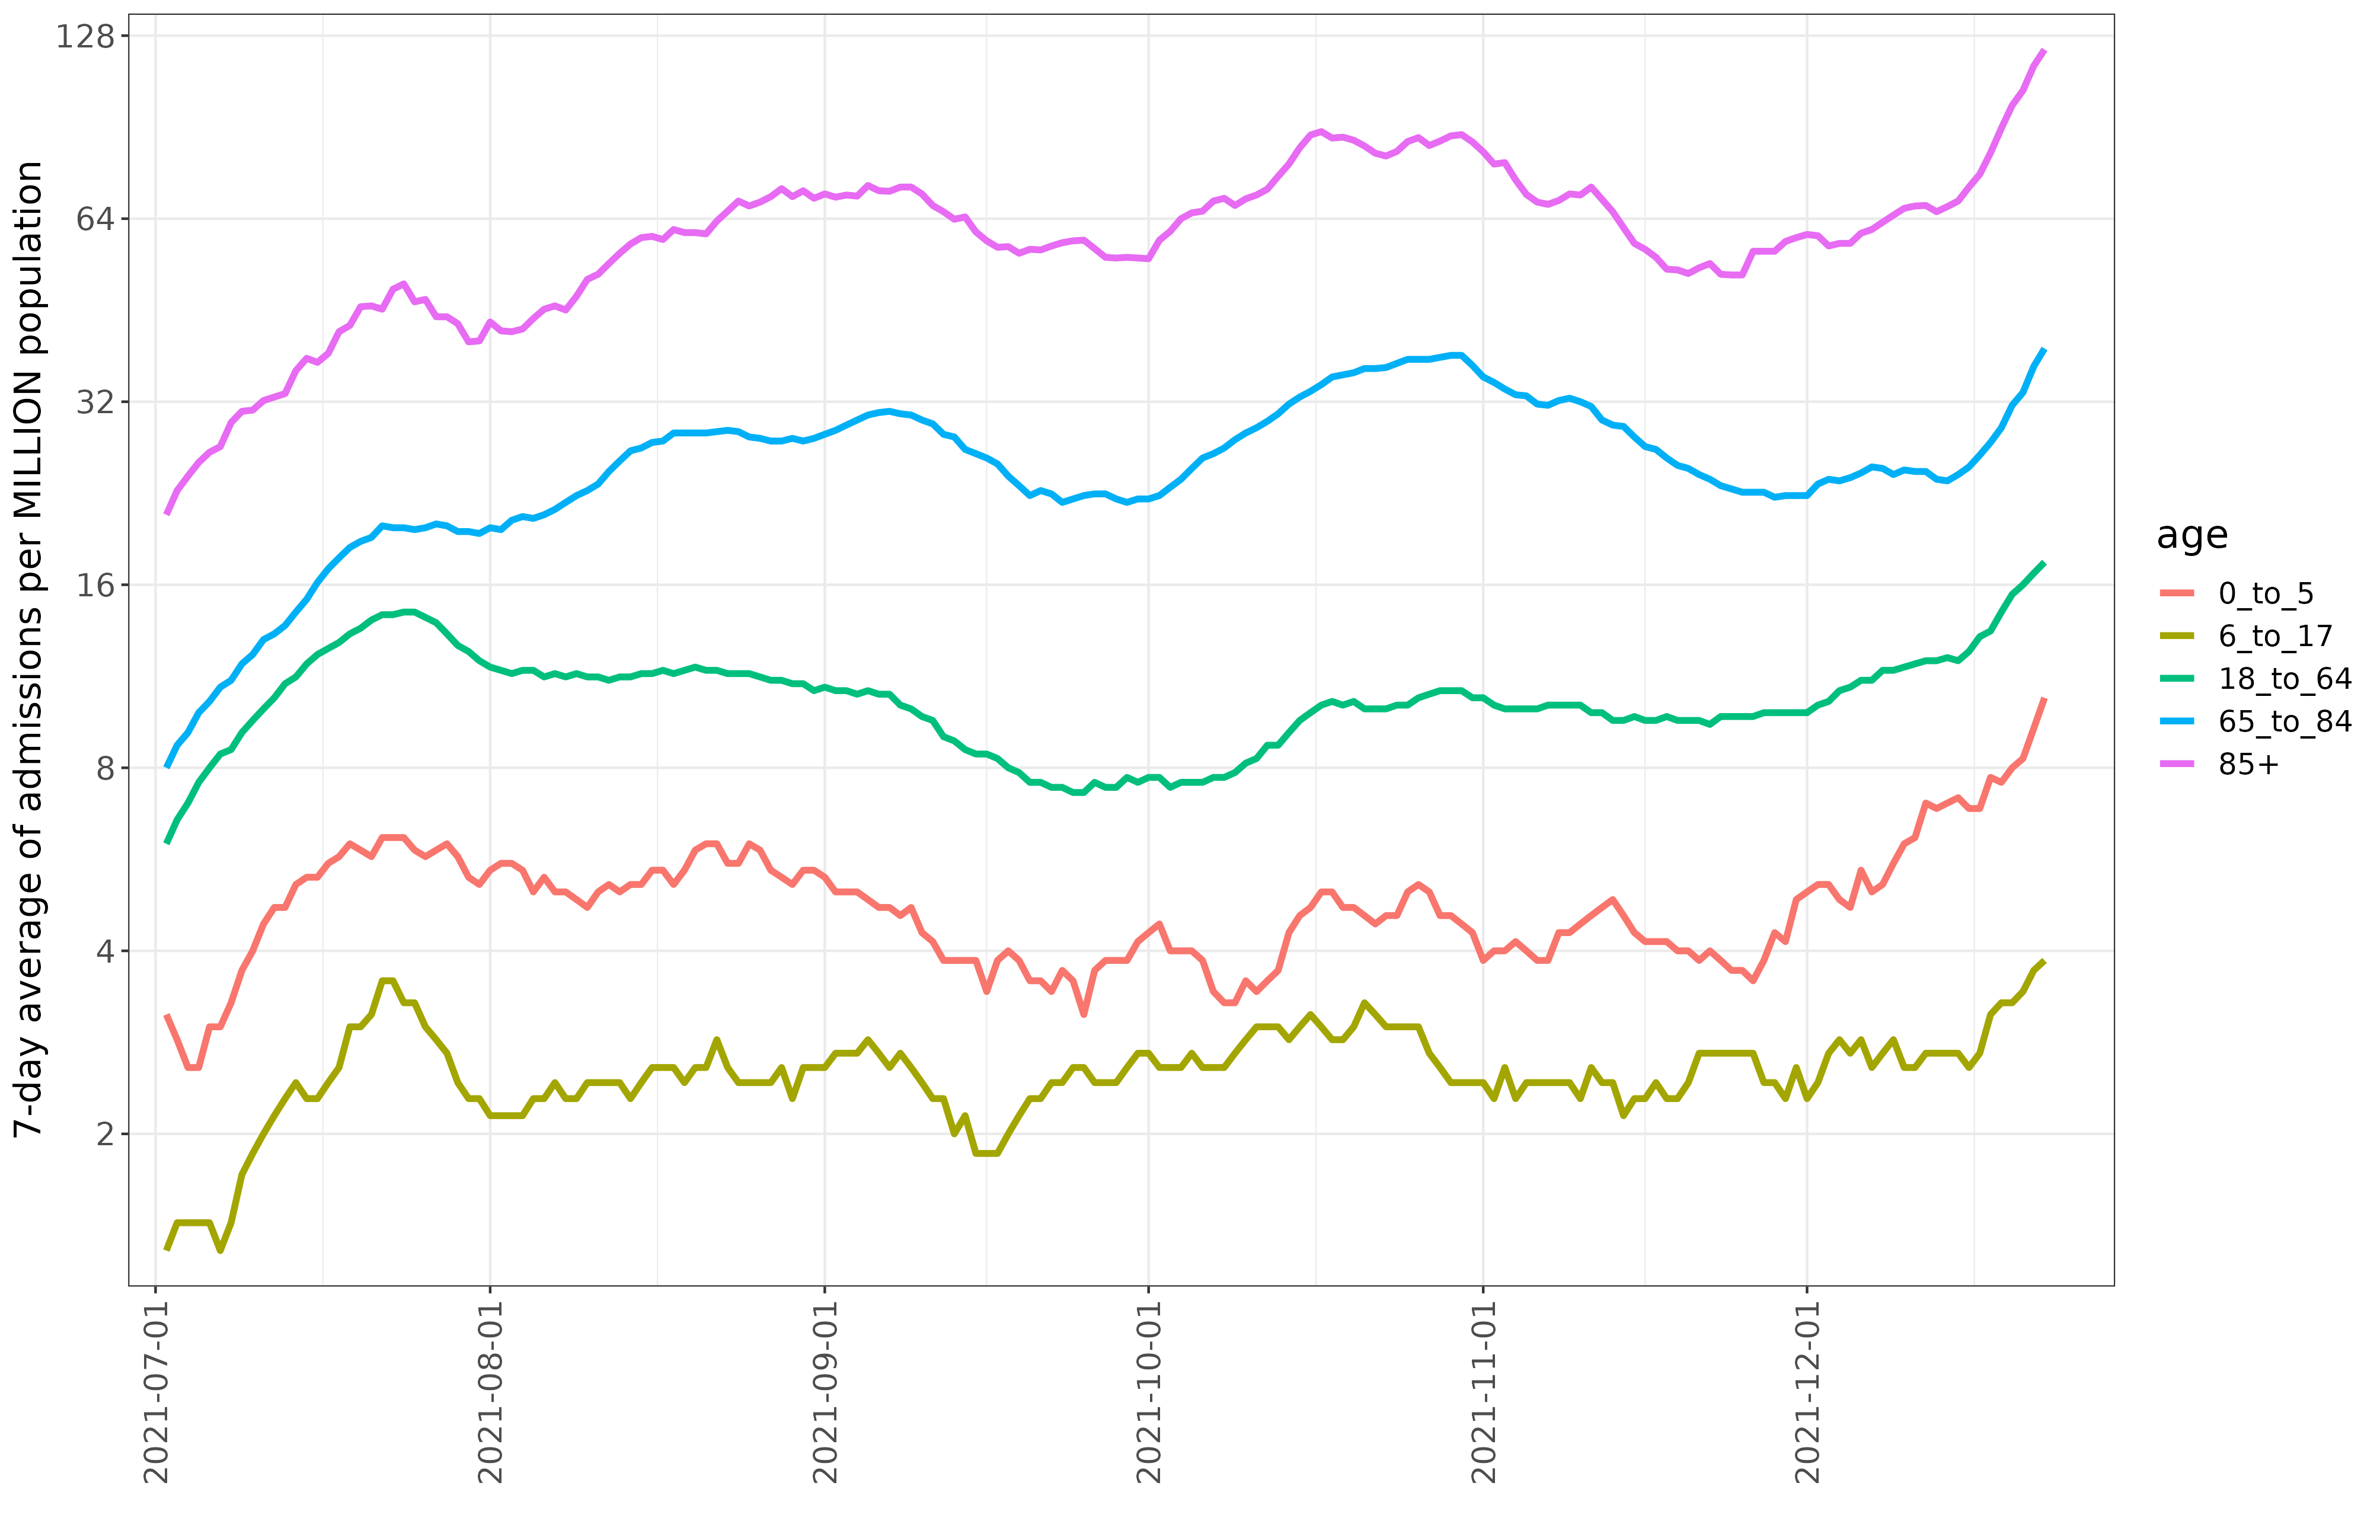 7-day average of admissions per MILLION population
128
64
32
16
8
4
2
2021-07-01
2021-08-01
2021-09-01
2021-10-01
2021-11-01
2021-12-01
age
0_to_5
6_to_17
18_to_64
65_to_84
85+